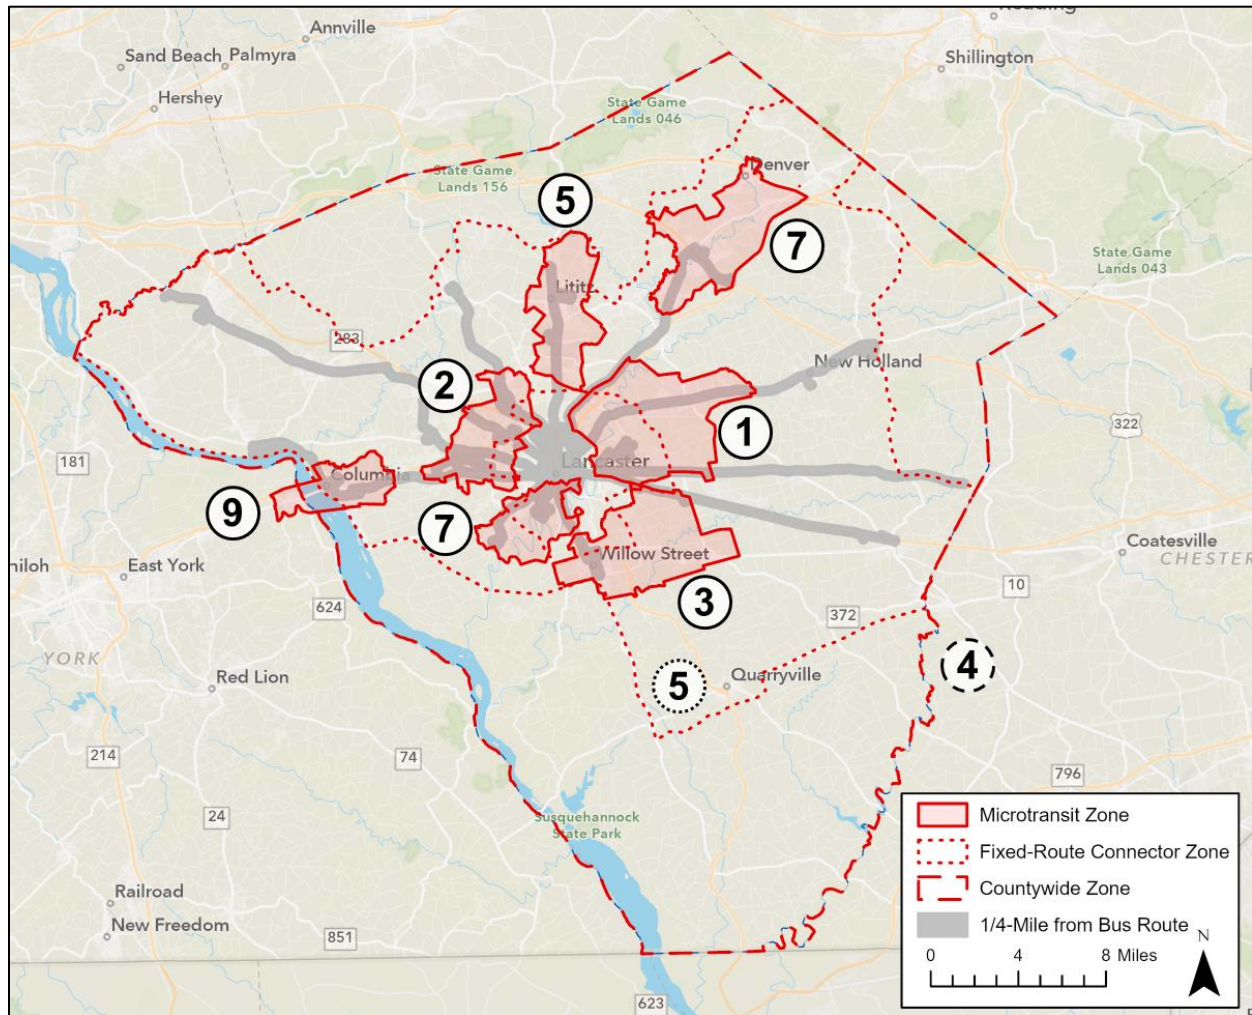 Reading
Annville
Sand Beach
Palmyra
Shillington
Hershey
State Game
Lands 046
State Game
Lands 156
Denver
5
7
State Game
Lands 043
Lititz
283
New Holland
2
1
322
181
Lancaster
Columbia
9
7
Willow Street
Coatesville
CHESTER
East York
niloh
10
624
3
372
YORK
Red Lion
5
Quarryville
4
214
74
796
24
Susquehannock
State Park
Microtransit Zone
Fixed-Route Connector Zone
Countywide Zone
1/4-Mile from Bus Route
N
0 4 8 Miles
Railroad
New Freedom
851
623